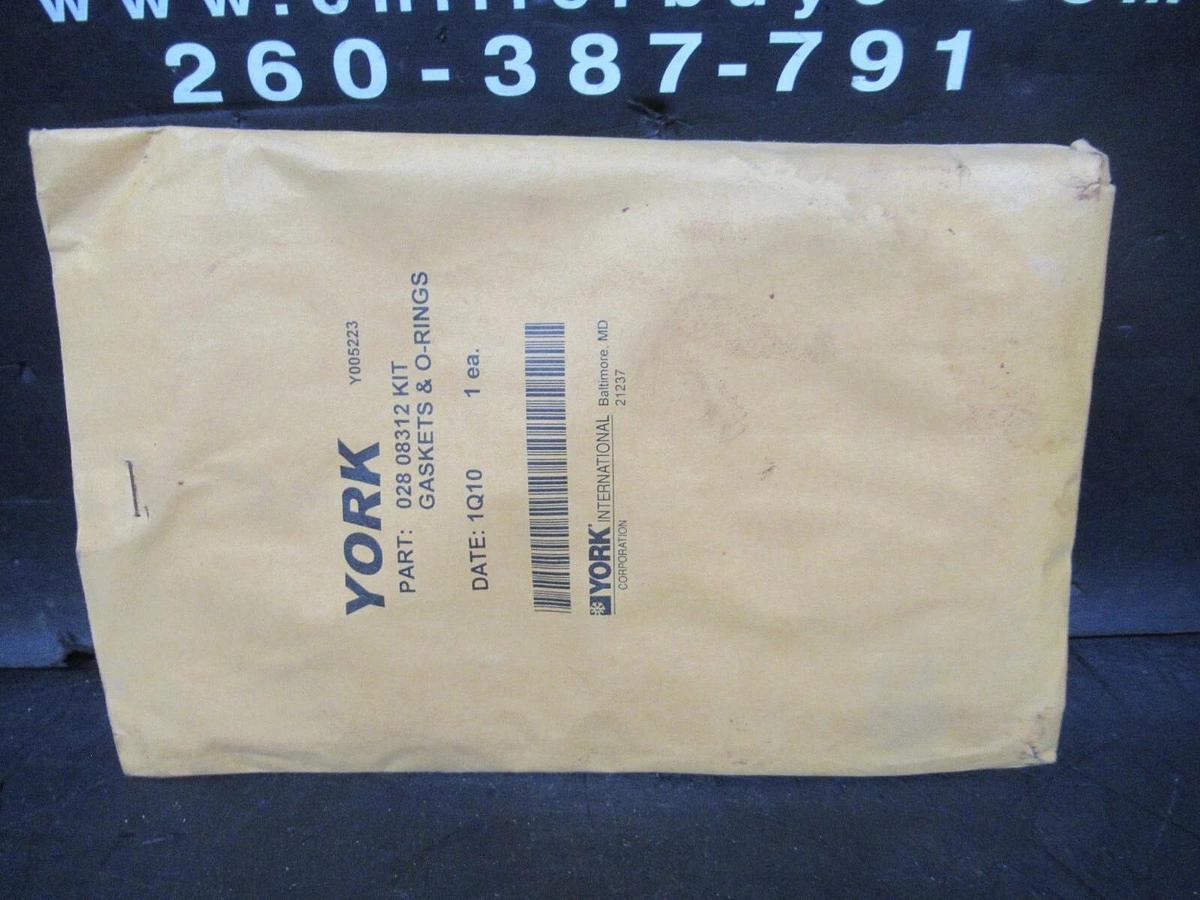 260-387-791
YORK Y005223
PART: 028 08312 KIT
GASKETS & O-RINGS
DATE: 1Q10 1 ea.
YORK INTERNATIONAL Baltimore, MD
CORPORATION 21237